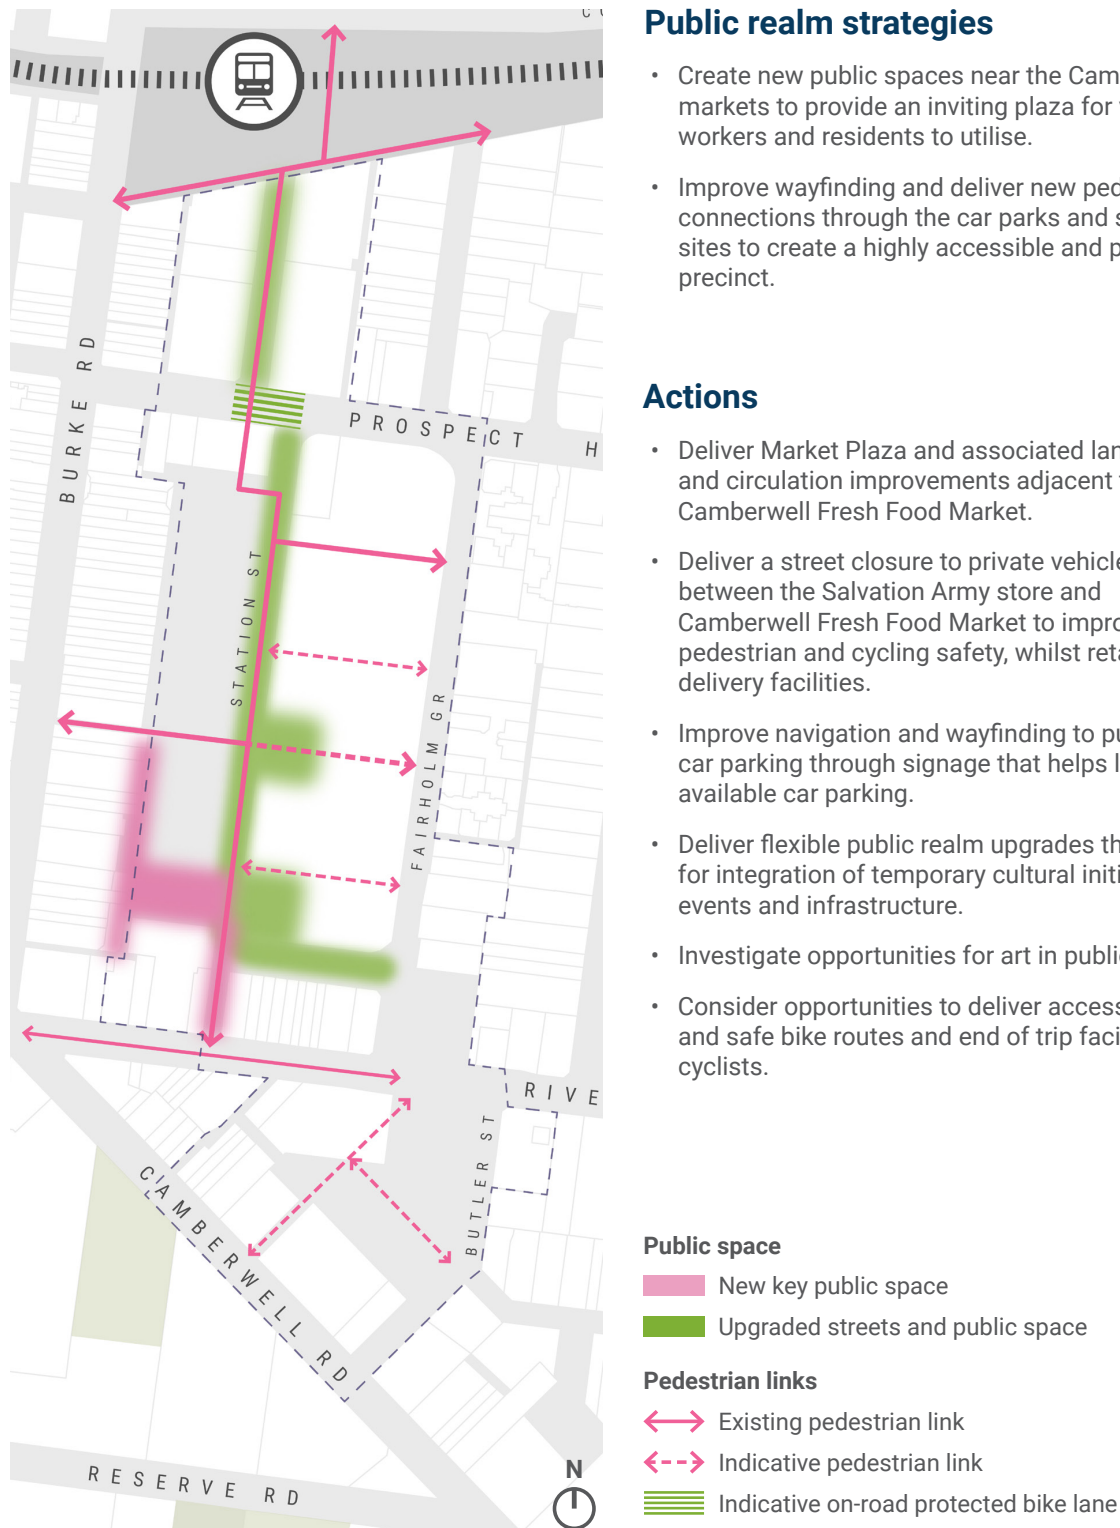 Public realm strategies
• Create new public spaces near the Cam
markets to provide an inviting plaza for
workers and residents to utilise.
• Improve wayfinding and deliver new ped
connections through the car parks and
sites to create a highly accessible and p
precinct.
Actions
• Deliver Market Plaza and associated lan
and circulation improvements adjacent
Camberwell Fresh Food Market.
• Deliver a street closure to private vehicle
between the Salvation Army store and
Camberwell Fresh Food Market to impro
pedestrian and cycling safety, whilst reta
delivery facilities.
• Improve navigation and wayfinding to pu
car parking through signage that helps l
available car parking.
• Deliver flexible public realm upgrades th
for integration of temporary cultural initi
events and infrastructure.
• Investigate opportunities for art in publi
• Consider opportunities to deliver access
and safe bike routes and end of trip faci
cyclists.
Public space
New key public space
Upgraded streets and public space
Pedestrian links
Existing pedestrian link
Indicative pedestrian link
Indicative on-road protected bike lane
BURKE RD
PROSPECT H
STATION ST
FAIRHOLM GR
RIVE
BUTLER ST
CAMBERWELL RD
RESERVE RD
N